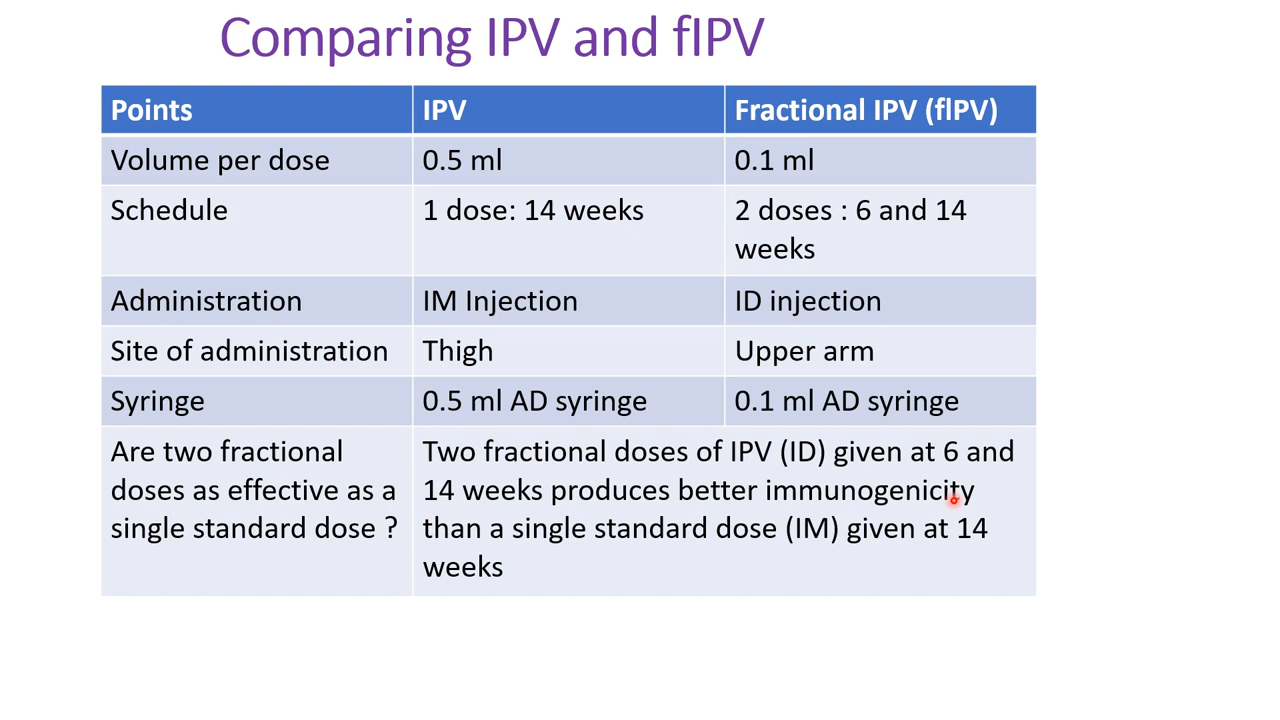 Comparing IPV and fIPV
Points IPV Fractional IPV (fIPV)
Volume per dose 0.5 ml 0.1 ml
Schedule 1 dose: 14 weeks 2 doses : 6 and 14
weeks
Administration IM Injection ID injection
Site of administration Thigh Upper arm
Syringe 0.5 ml AD syringe 0.1 ml AD syringe
Are two fractional
doses as effective as a
single standard dose ?
Two fractional doses of IPV (ID) given at 6 and
14 weeks produces better immunogenicity
than a single standard dose (IM) given at 14
weeks